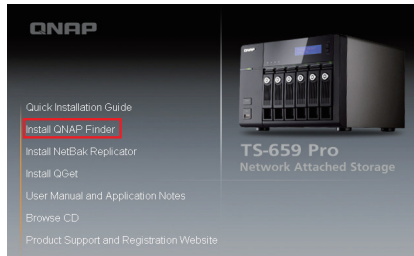 QNAP
Quick Installation Guide
Install QNAP Finder
Install NetBak Replicator
Install QGet
User Manual and Application Notes
Browse CD
Product Support and Registration Website
TS-659 Pro
Network Attached Storage